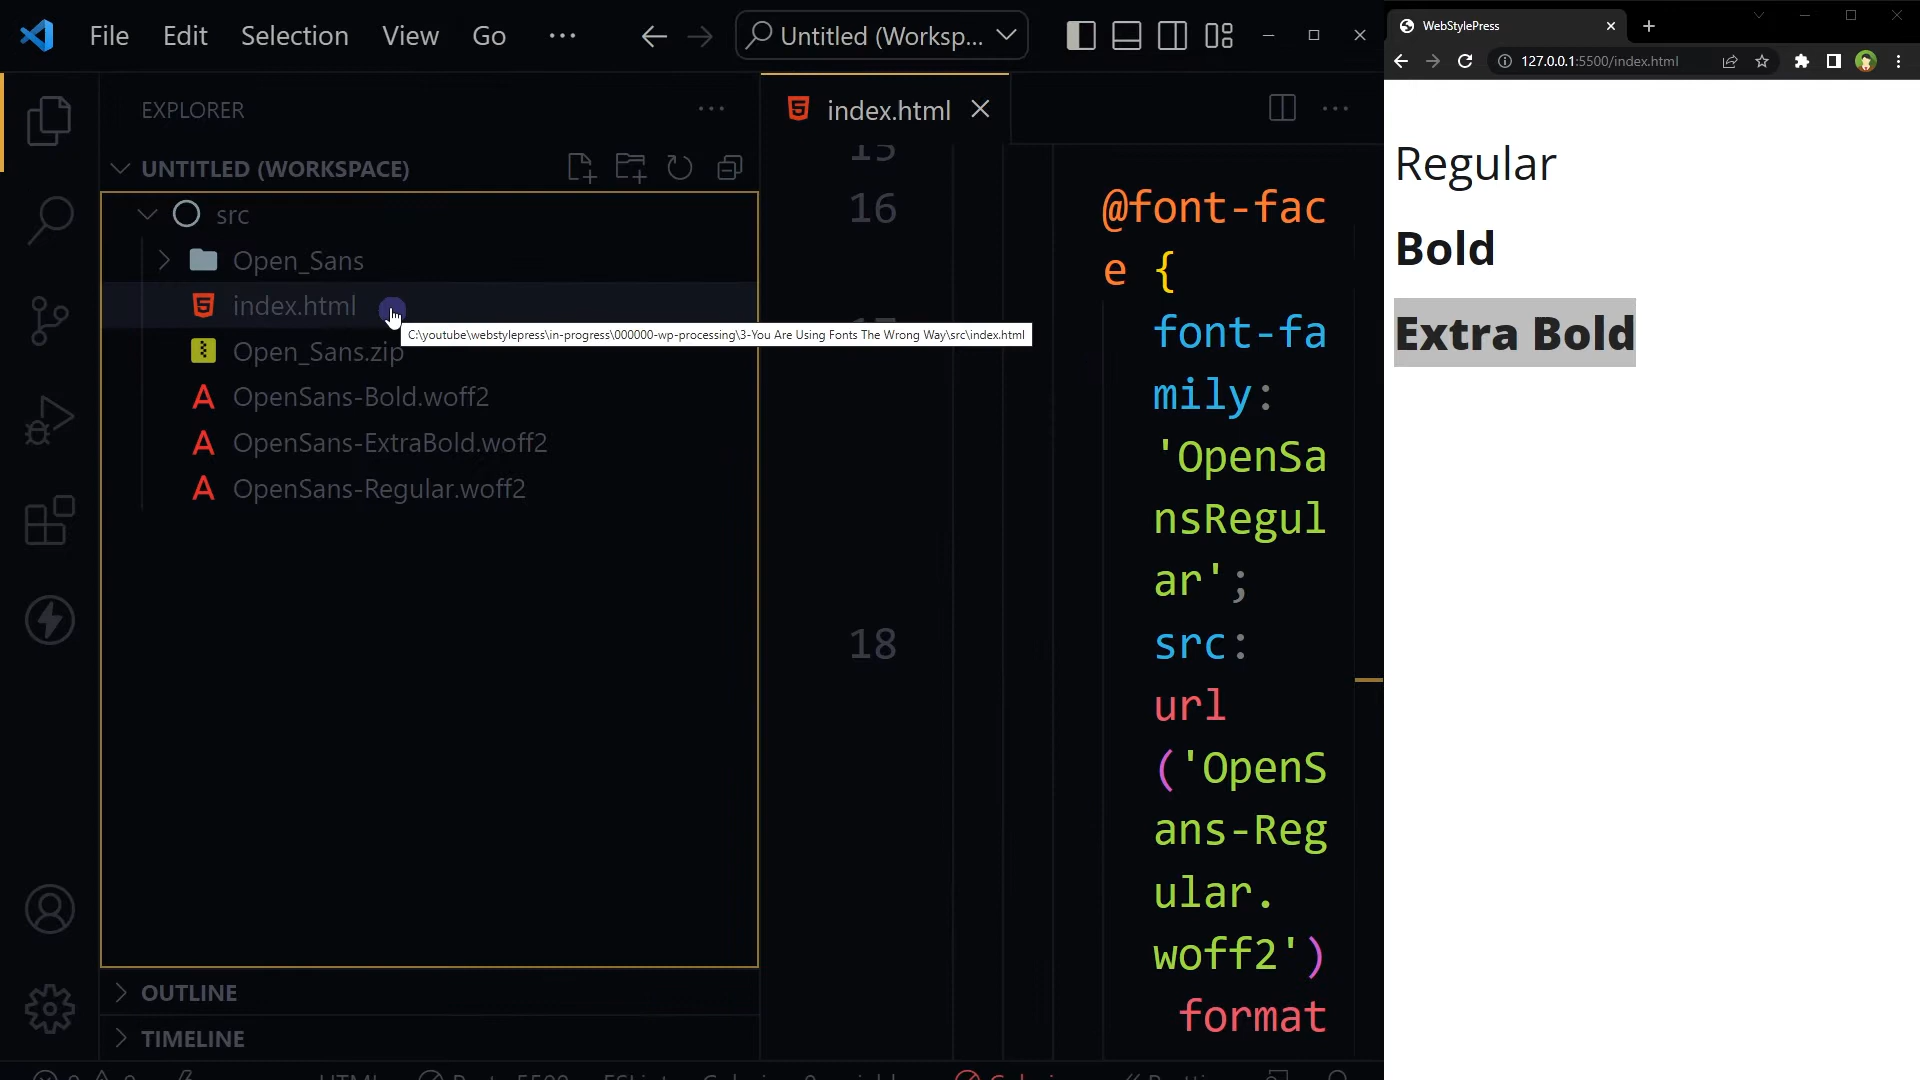 File Edit Selection View Go ... Untitled (Worksp...
EXPLORER
UNTITLED (WORKSPACE)
src
Open_Sans
index.html
C:\youtube\webstylepress\in-progress\000000-wp-processing\3-You Are Using Fonts The Wrong Way\src\index.html
Open_Sans.zip
OpenSans-Bold.woff2
OpenSans-ExtraBold.woff2
OpenSans-Regular.woff2
OUTLINE
TIMELINE
index.html
15
16 @font-fac
e {
font-fa
mily:
'OpenSa
nsRegul
ar';
18 src:
url
('OpenS
ans-Reg
ular.
woff2')
format
WebStylePress
127.0.0.1:5500/index.html
Regular
Bold
Extra Bold